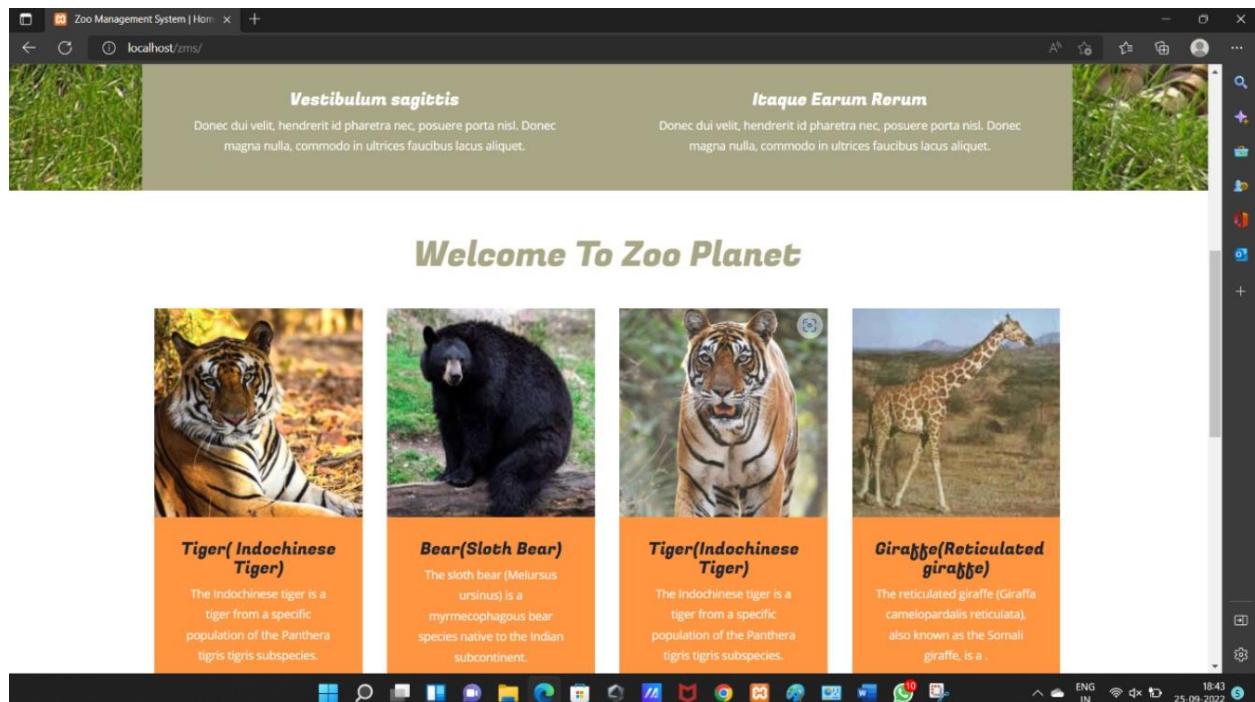 Zoo Management System | Hom
localhost/zms/
Vestibulum sagittis
Donec dui velit, hendrerit id pharetra nec, posuere porta nisl. Donec
magna nulla, commodo in ultrices faucibus lacus aliquet.
Itaque Earum Rerum
Donec dui velit, hendrerit id pharetra nec, posuere porta nisl. Donec
magna nulla, commodo in ultrices faucibus lacus aliquet.
Welcome To Zoo Planet
Tiger( Indochinese
Tiger)
The Indochinese tiger is a
tiger from a specific
population of the Panthera
tigris tigris subspecies.
Bear(Sloth Bear)
The sloth bear (Melursus
ursinus) is a
myrmecophagous bear
species native to the Indian
subcontinent.
Tiger(Indochinese
Tiger)
The Indochinese tiger is a
tiger from a specific
population of the Panthera
tigris tigris subspecies.
Giraffe(Reticulated
giraffe)
The reticulated giraffe (Giraffa
camelopardalis reticulata),
also known as the Somali
giraffe, is a .
10
ENG
IN
18:43
25-09-2022
5